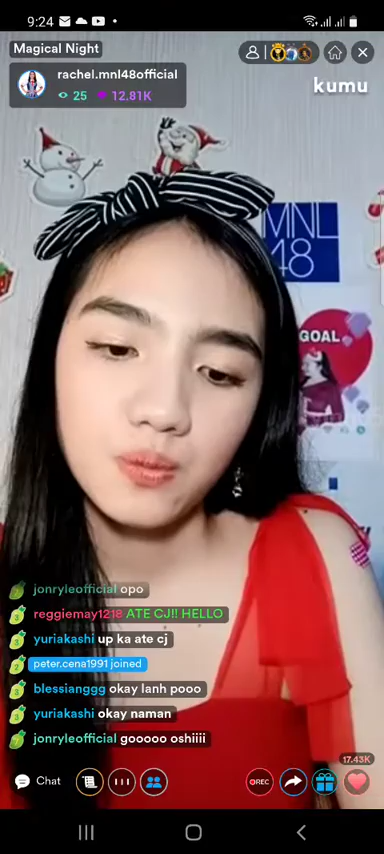 9:24
Magical Night
rachel.mnl48official
25 12.81K
kumu
MNL
48
GOAL
jonryleofficial opo
reggiemay1218 ATE CJ!! HELLO
yuriakashi up ka ate cj
peter.cena1991 joined
blessianggg okay lanh pooo
yuriakashi okay naman
jonryleofficial gooooo oshiiii
17.43K
Chat
REC